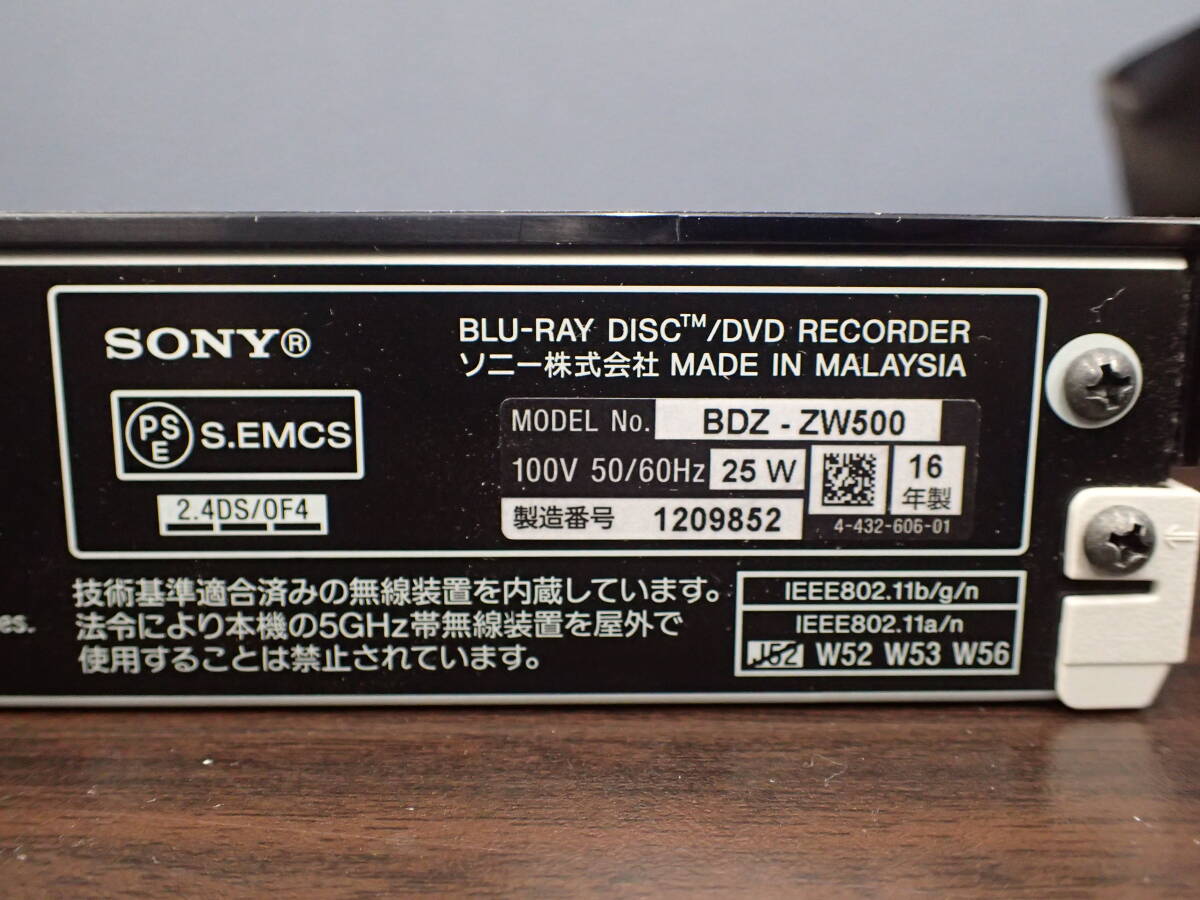 SONY®
BLU-RAY DISC™/DVD RECORDER
ソニー株式会社 MADE IN MALAYSIA
PSE S.EMCS
2.4DS/OF4
MODEL No. BDZ - ZW500
100V 50/60Hz 25 W
16年製
製造番号 1209852
4-432-606-01
技術基準適合済みの無線装置を内蔵しています。
法令により本機の5GHz帯無線装置を屋外で
使用することは禁止されています。
es.
IEEE802.11b/g/n
IEEE802.11a/n
J52 W52 W53 W56